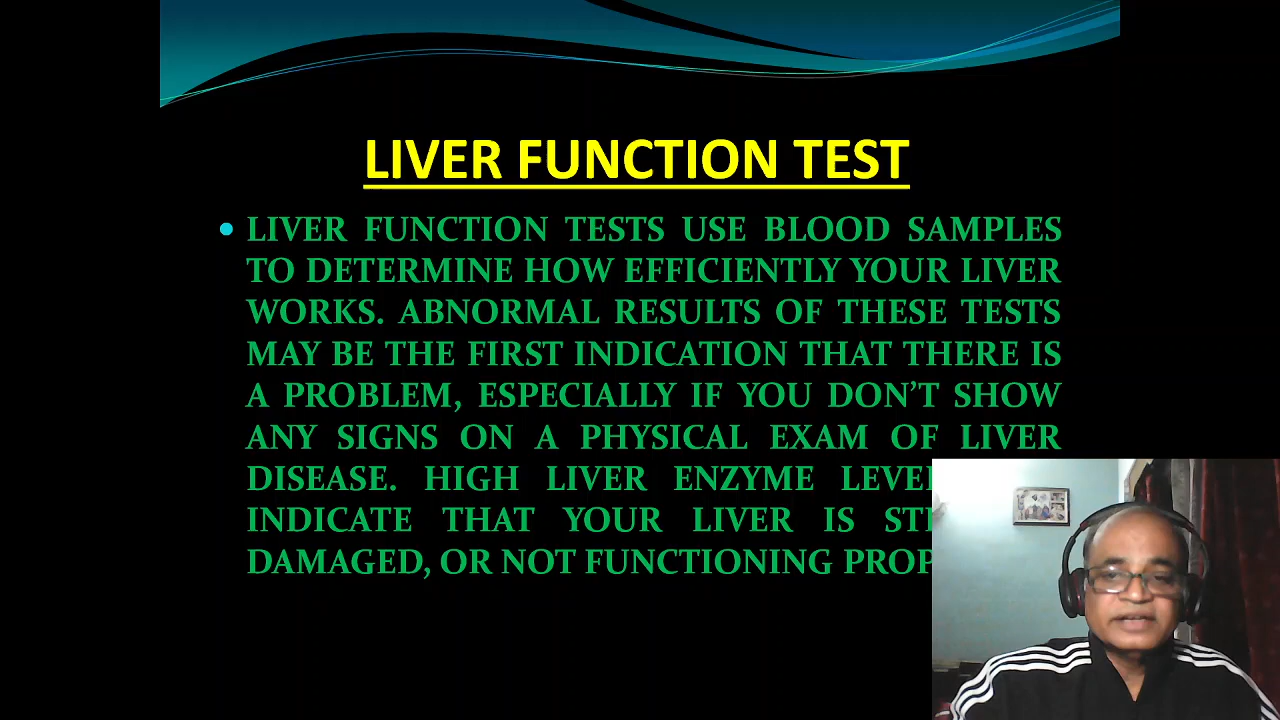 LIVER FUNCTION TEST
• LIVER FUNCTION TESTS USE BLOOD SAMPLES
TO DETERMINE HOW EFFICIENTLY YOUR LIVER
WORKS. ABNORMAL RESULTS OF THESE TESTS
MAY BE THE FIRST INDICATION THAT THERE IS
A PROBLEM, ESPECIALLY IF YOU DON’T SHOW
ANY SIGNS ON A PHYSICAL EXAM OF LIVER
DISEASE. HIGH LIVER ENZYME
INDICATE THAT YOUR LIVER IS
DAMAGED, OR NOT FUNCTIONING